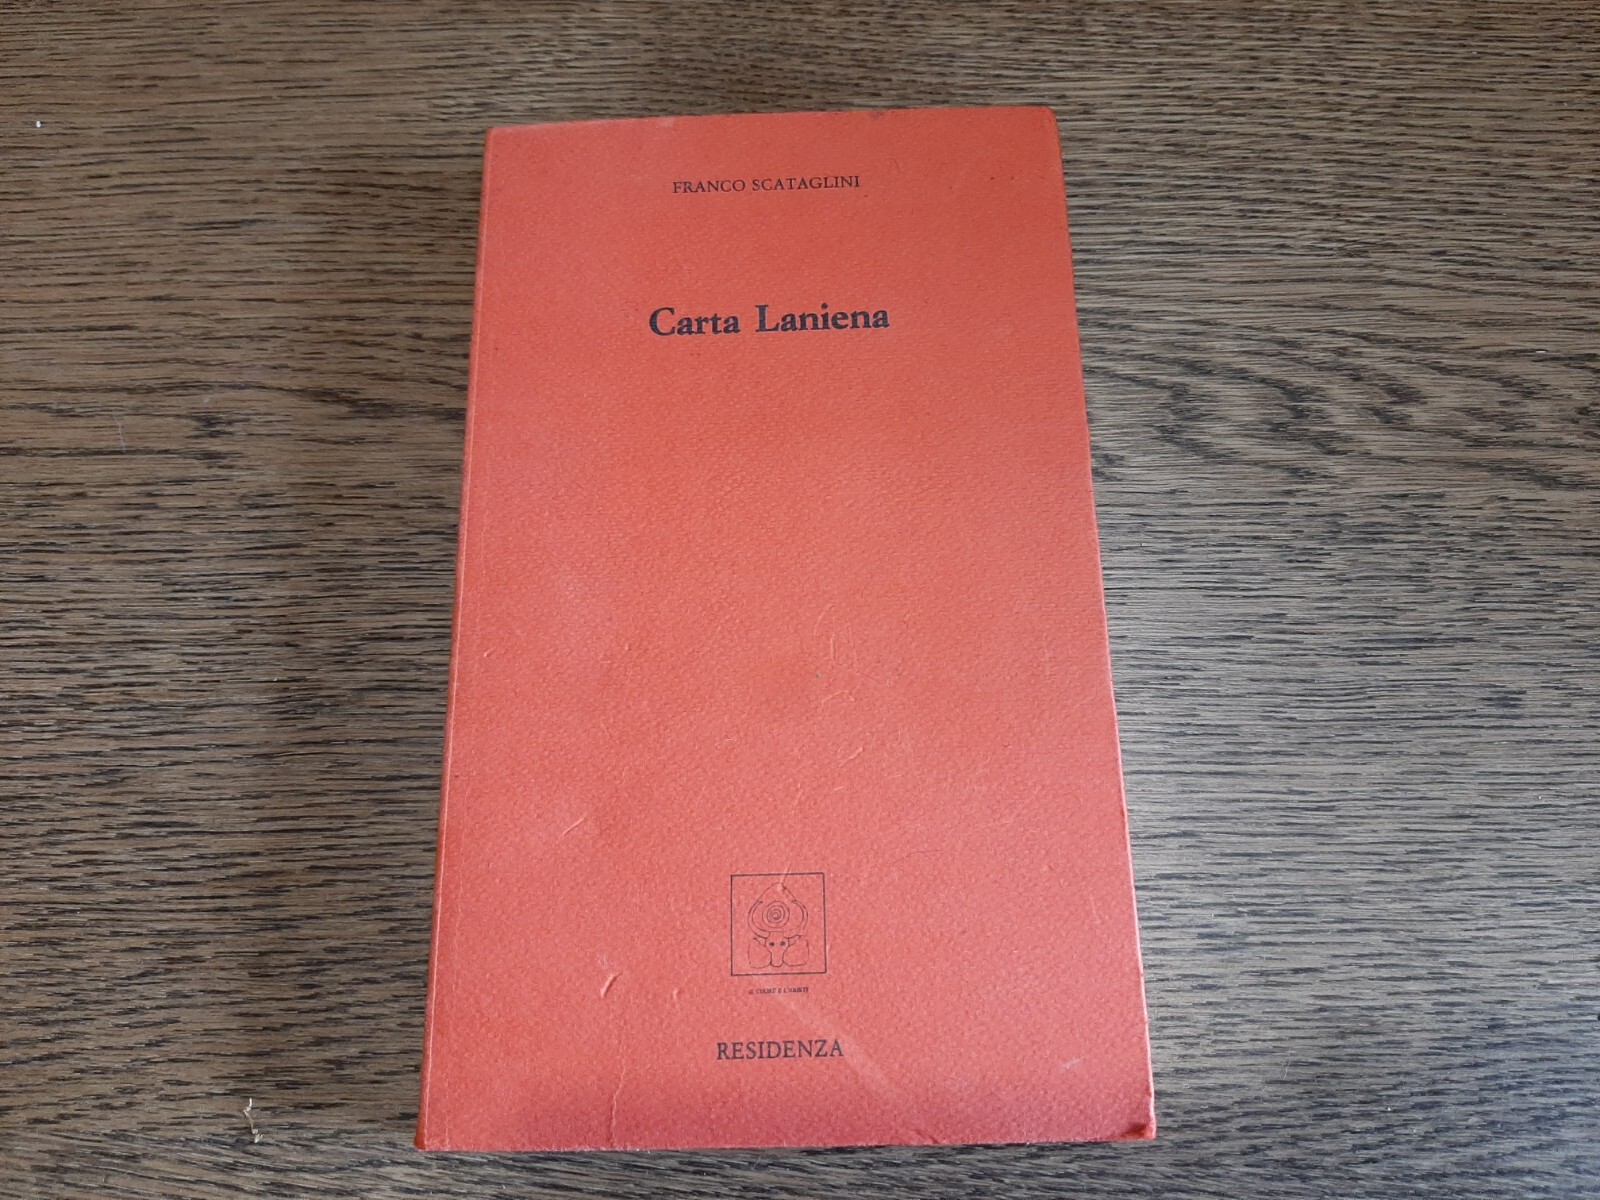 FRANCO SCATAGLINI
Carta Laniena
RESIDENZA